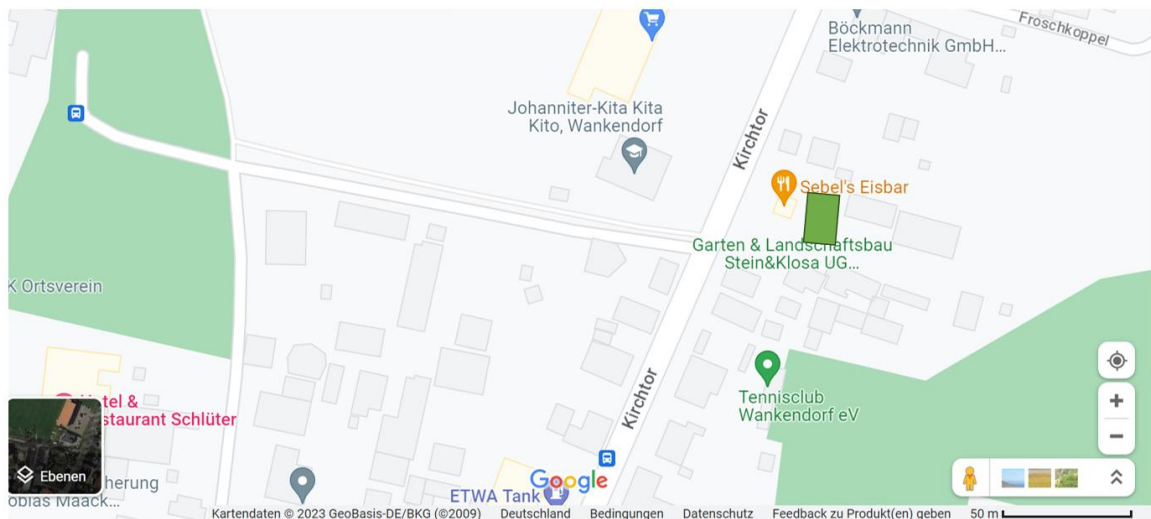 Froschkoppel
Böckmann
Elektrotechnik GmbH...
Johanniter-Kita Kita
Kito, Wankendorf
Kirchtor
Sebel's Eisbar
Garten & Landschaftsbau
Stein&Klosa UG...
K Ortsverein
Kirchtor
Tennisclub
Wankendorf eV
Hotel &
staurant Schlüter
Ebenen
herung
obias Maack...
ETWA Tank
Google
Kartendaten © 2023 GeoBasis-DE/BKG (©2009) Deutschland Bedingungen Datenschutz Feedback zu Produkt(en) geben 50 m